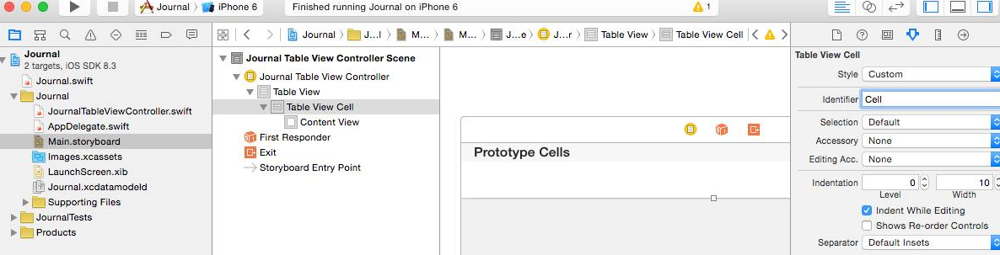 Journal iPhone 6 Finished running Journal on iPhone 6 1
Journal J...l M... M... J...e J...r Table View Table View Cell
Journal
2 targets, iOS SDK 8.3
Journal.swift
Journal
JournalTableViewController.swift
AppDelegate.swift
Main.storyboard
Images.xcassets
LaunchScreen.xib
Journal.xcdatamodeld
Supporting Files
JournalTests
Products
Journal Table View Controller Scene
Journal Table View Controller
Table View
Table View Cell
Content View
First Responder
Exit
Storyboard Entry Point
Prototype Cells
Table View Cell
Style Custom
Identifier Cell
Selection Default
Accessory None
Editing Acc. None
Indentation 0 10
Level Width
Indent While Editing
Shows Re-order Controls
Separator Default Insets